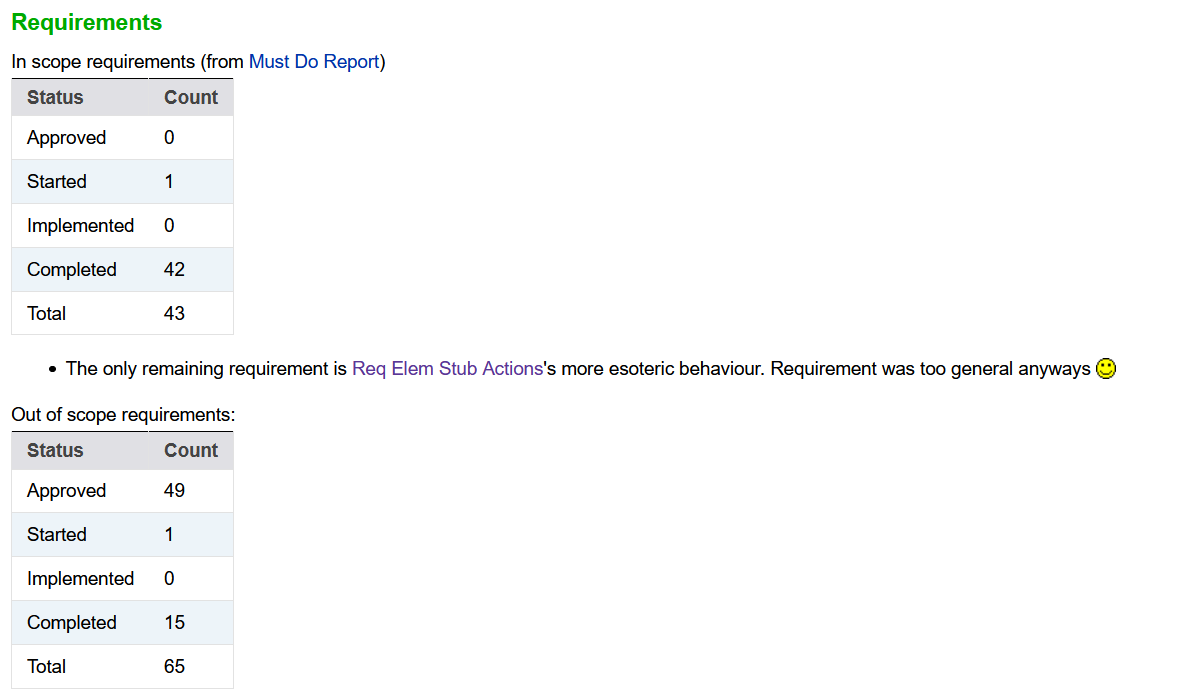 Requirements
In scope requirements (from Must Do Report)
Status Count
Approved 0
Started 1
Implemented 0
Completed 42
Total 43
The only remaining requirement is Req Elem Stub Actions's more esoteric behaviour. Requirement was too general anyways
Out of scope requirements:
Status Count
Approved 49
Started 1
Implemented 0
Completed 15
Total 65